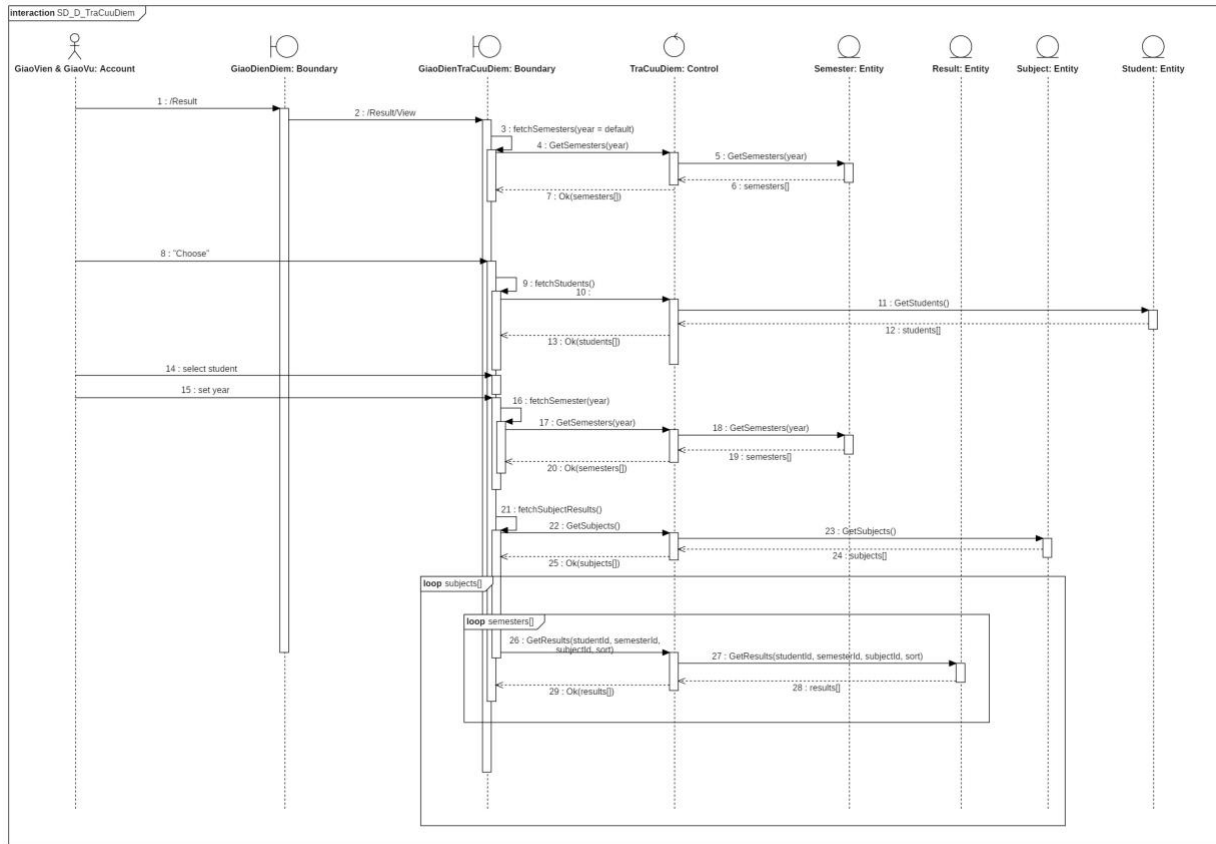 interaction SD_D_TraCuuDiem
GiaoVien & GiaoVu: Account
GiaoDienDiem: Boundary
GiaoDienTraCuuDiem: Boundary
TraCuuDiem: Control
Semester: Entity
Result: Entity
Subject: Entity
Student: Entity
1 : /Result
2 : /Result/View
3 : fetchSemesters(year = default)
4 : GetSemesters(year)
5 : GetSemesters(year)
6 : semesters[]
7 : Ok(semesters[])
8 : "Choose"
9 : fetchStudents()
10 :
11 : GetStudents()
12 : students[]
13 : Ok(students[])
14 : select student
15 : set year
16 : fetchSemester(year)
17 : GetSemesters(year)
18 : GetSemesters(year)
19 : semesters[]
20 : Ok(semesters[])
21 : fetchSubjectResults()
22 : GetSubjects()
23 : GetSubjects()
24 : subjects[]
25 : Ok(subjects[])
loop subjects[]
loop semesters[]
26 : GetResults(studentId, semesterId,
subjectId, sort)
27 : GetResults(studentId, semesterId, subjectId, sort)
28 : results[]
29 : Ok(results[])